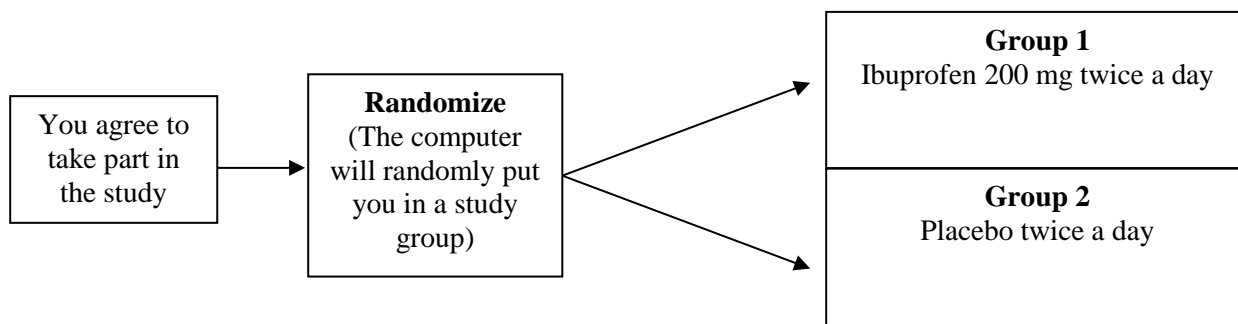 You agree to
take part in
the study
Randomize
(The computer
will randomly put
you in a study
group)
Group 1
Ibuprofen 200 mg twice a day
Group 2
Placebo twice a day